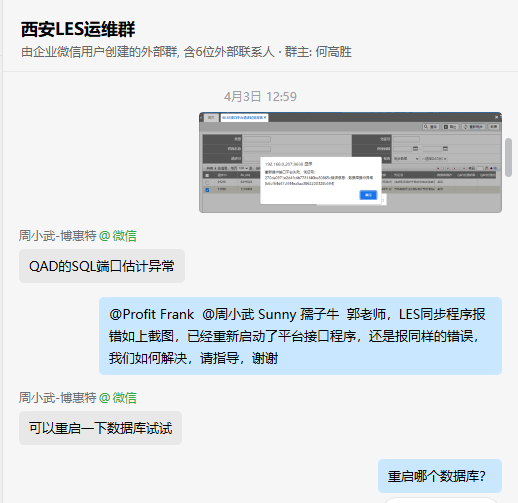 西安LES运维群
由企业微信用户创建的外部群, 含6位外部联系人 · 群主: 何高胜
4月3日 12:59
周小武-博惠特@微信
QAD的SQL端口估计异常
@Profit Frank @周小武 Sunny 孺子牛 郭老师，LES同步程序报
错如上截图，已经重新启动了平台接口程序，还是报同样的错误，
我们如何解决，请指导，谢谢
周小武-博惠特@微信
可以重启一下数据库试试
重启哪个数据库?